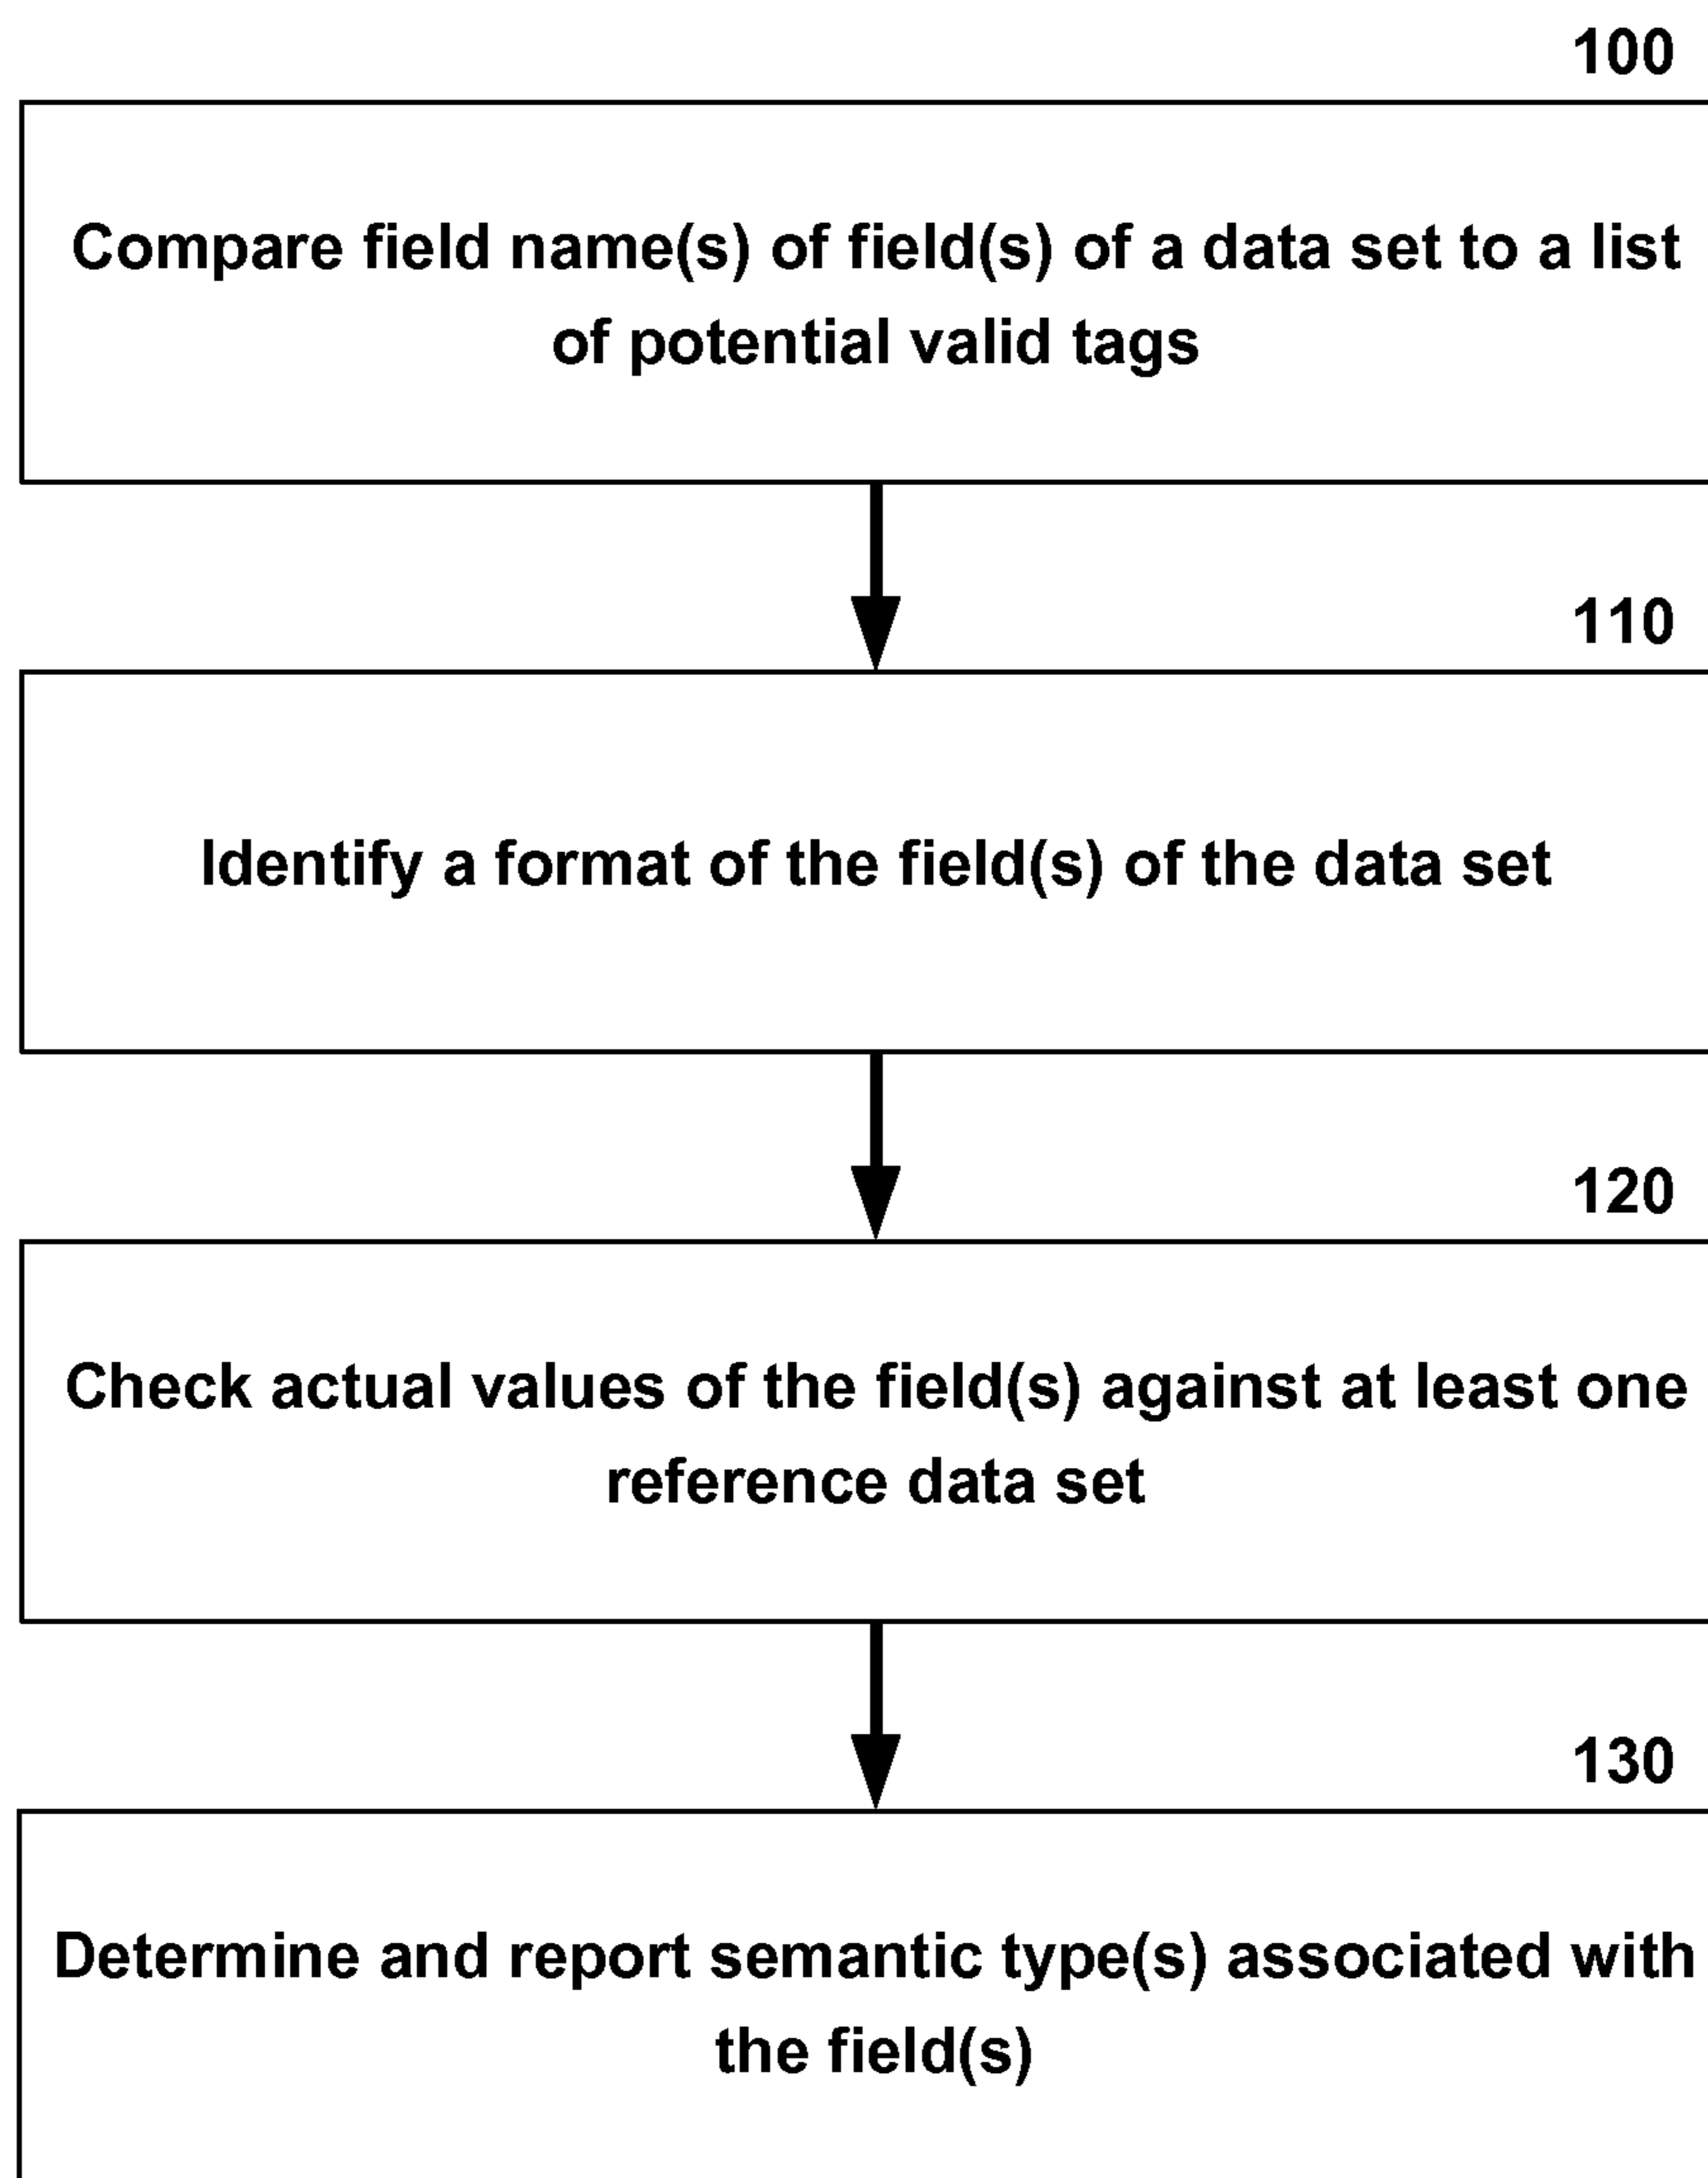 100
Compare field name(s) of field(s) of a data set to a list
of potential valid tags
110
Identify a format of the field(s) of the data set
120
Check actual values of the field(s) against at least one
reference data set
130
Determine and report semantic type(s) associated with
the field(s)